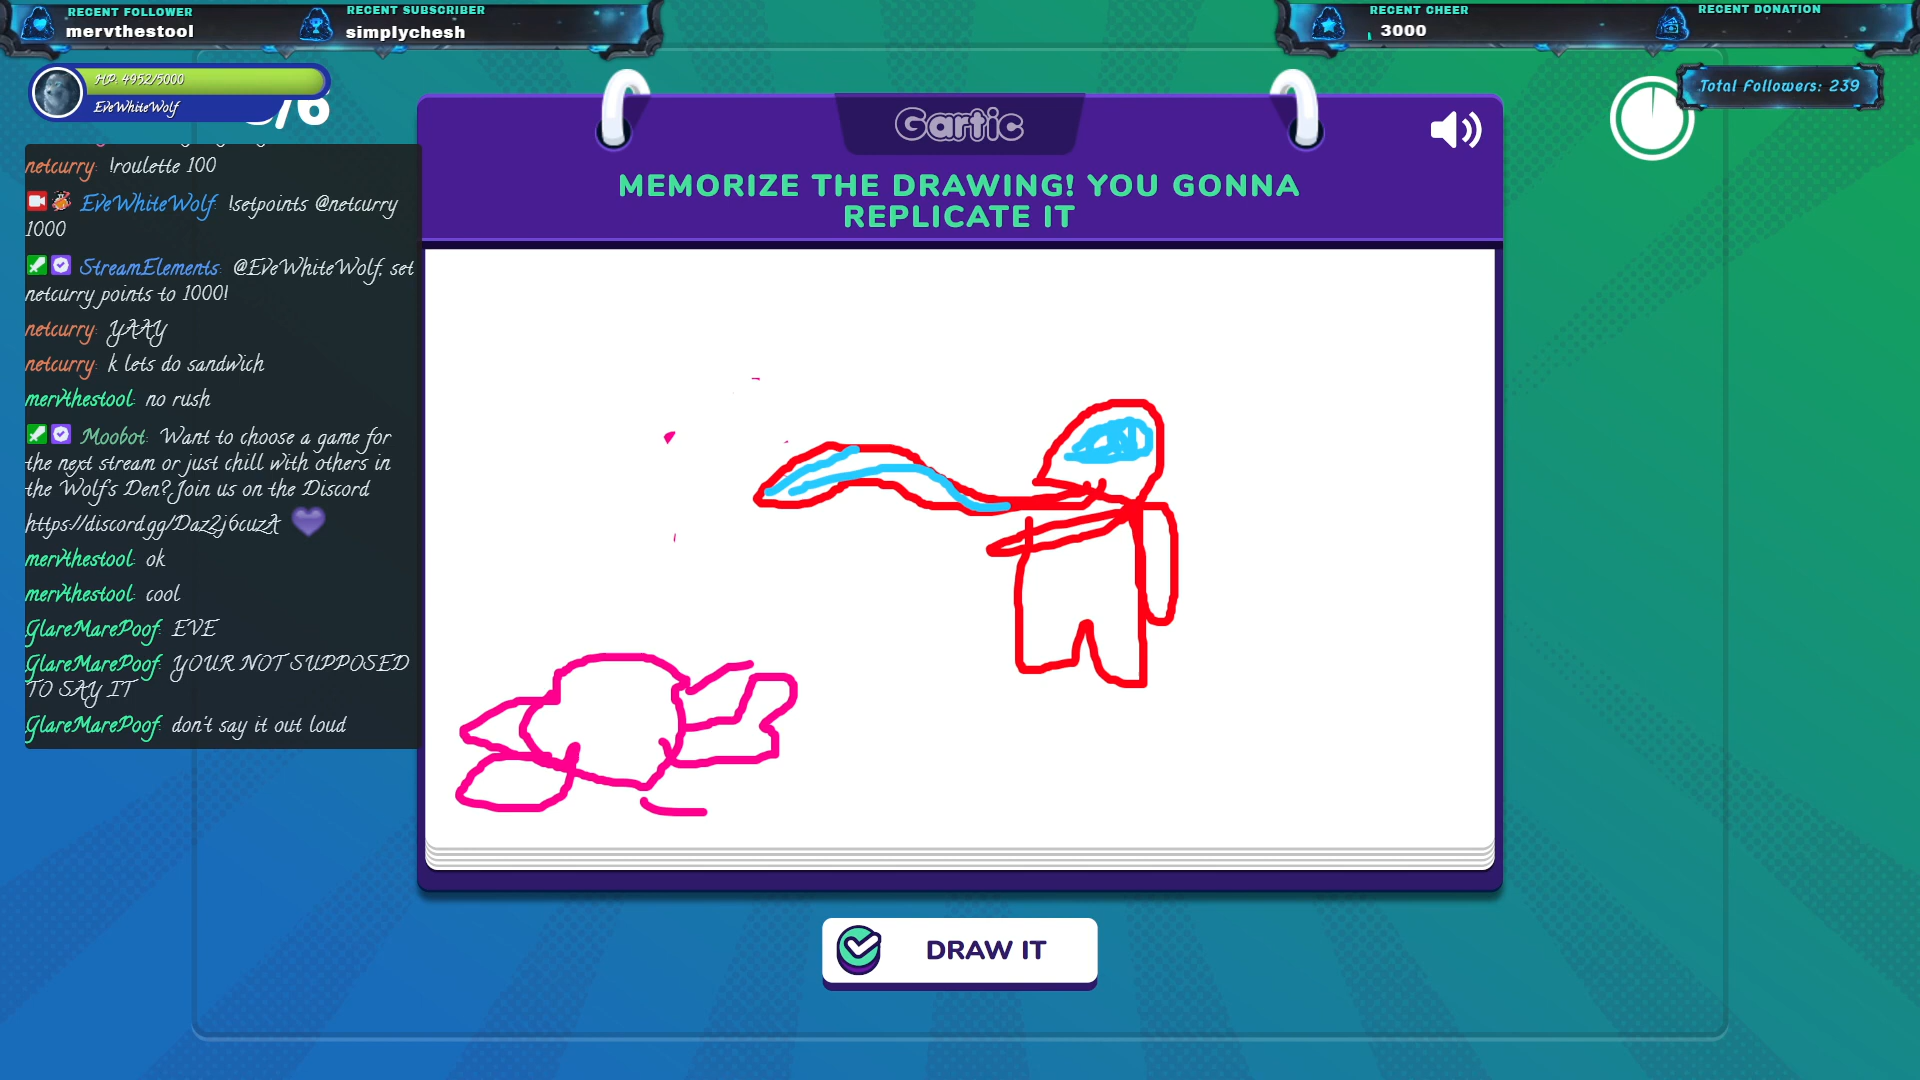 RECENT FOLLOWER
mervthestool
RECENT SUBSCRIBER
simplychesh
RECENT CHEER
3000
RECENT DONATION
HP: 4952/5000
EveWhiteWolf
/6
Total Followers: 239
Gartic
MEMORIZE THE DRAWING! YOU GONNA
REPLICATE IT
netcurry: !roulette 100
EveWhiteWolf: !setpoints @netcurry
1000
StreamElements: @EveWhiteWolf, set
netcurry points to 1000!
netcurry: YAAY
netcurry: k lets do sandwich
mervthestool: no rush
Moobot: Want to choose a game for
the next stream or just chill with others in
the Wolf's Den? Join us on the Discord
https://discord.gg/Daz2j6cuzA
mervthestool: ok
mervthestool: cool
GlareMarePoof: EVE
GlareMarePoof: YOUR NOT SUPPOSED
TO SAY IT
GlareMarePoof: don't say it out loud
DRAW IT